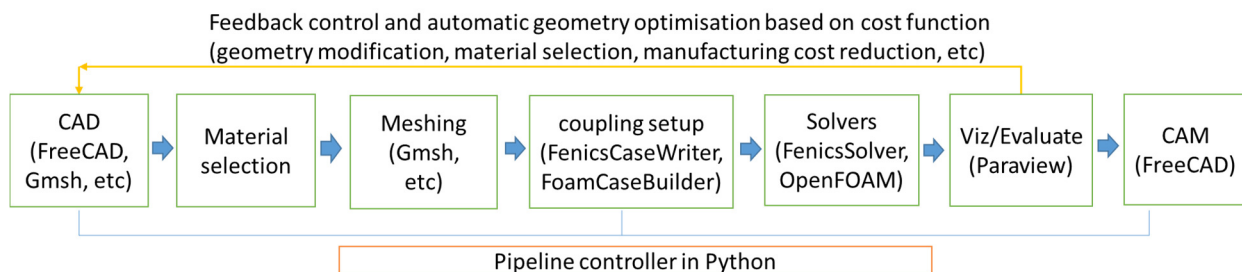 Feedback control and automatic geometry optimisation based on cost function
(geometry modification, material selection, manufacturing cost reduction, etc)
CAD
(FreeCAD,
Gmsh, etc)
Material
selection
Meshing
(Gmsh,
etc)
coupling setup
(FenicsCaseWriter,
FoamCaseBuilder)
Solvers
(FenicsSolver,
OpenFOAM)
Viz/Evaluate
(Paraview)
CAM
(FreeCAD)
Pipeline controller in Python